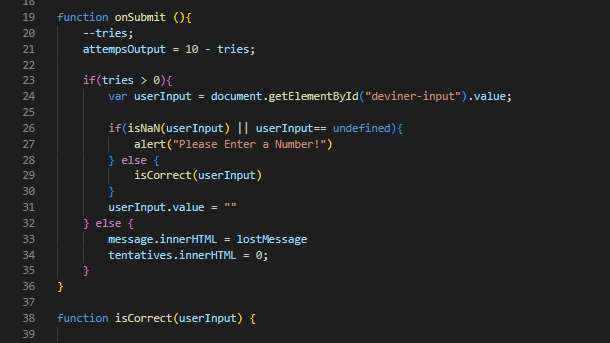 18
19 function onSubmit (){
20 --tries;
21 attempsOutput = 10 - tries;
22
23 if(tries > 0){
24 var userInput = document.getElementById("deviner-input").value;
25
26 if(isNaN(userInput) || userInput== undefined){
27 alert("Please Enter a Number!")
28 } else {
29 isCorrect(userInput)
30 }
31 userInput.value = ""
32 } else {
33 message.innerHTML = lostMessage
34 tentatives.innerHTML = 0;
35 }
36 }
37
38 function isCorrect(userInput) {
39